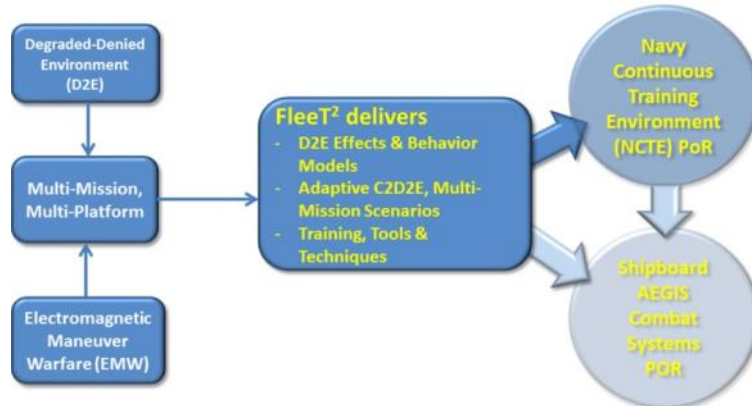 Degraded-Denied
Environment
(D2E)
Multi-Mission,
Multi-Platform
Electromagnetic
Maneuver
Warfare (EMW)
FleeT² delivers
- D2E Effects & Behavior
Models
- Adaptive C2D2E, Multi-
Mission Scenarios
- Training, Tools &
Techniques
Navy
Continuous
Training
Environment
(NCTE) PoR
Shipboard
AEGIS
Combat
Systems
POR